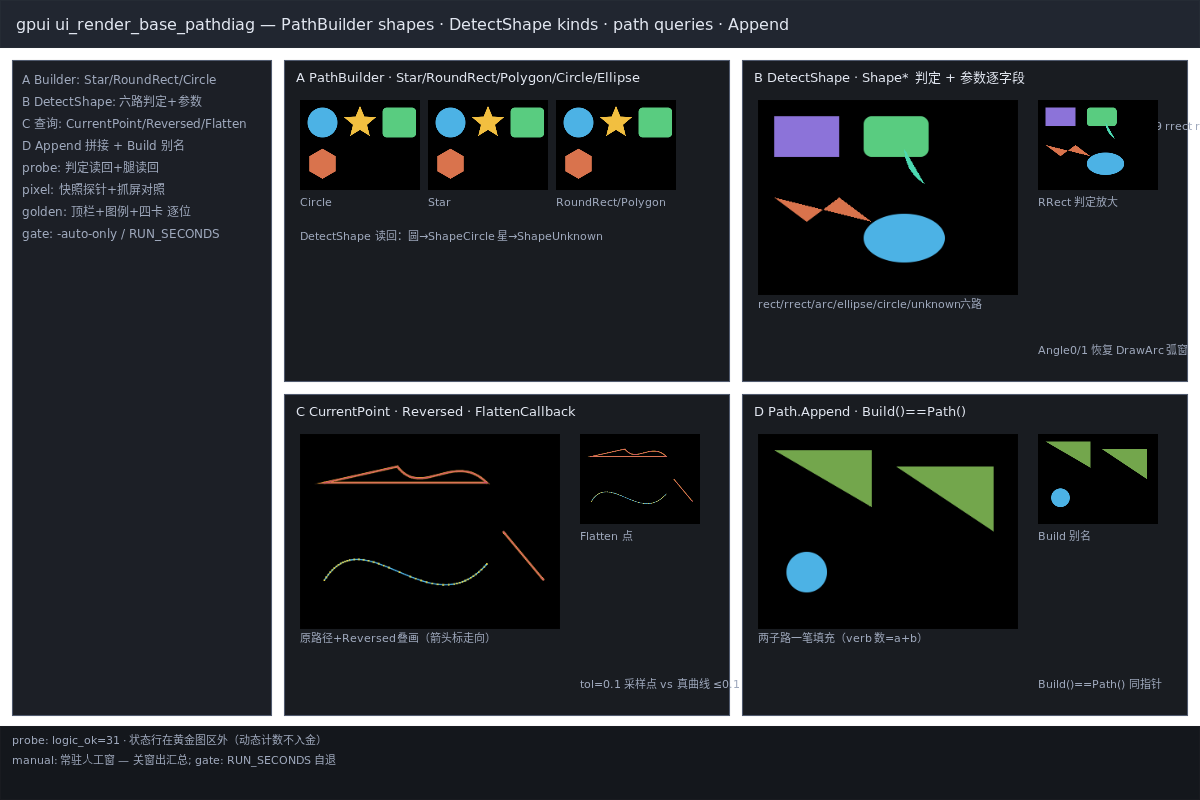 gpui ui_render_base_pathdiag — PathBuilder shapes · DetectShape kinds · path queries · Append
A Builder: Star/RoundRect/Circle
B DetectShape: 六路判定+参数
C 查询: CurrentPoint/Reversed/Flatten
D Append 拼接 + Build 别名
probe: 判定读回+腿读回
pixel: 快照探针+抓屏对照
golden: 顶栏+图例+四卡 逐位
gate: -auto-only / RUN_SECONDS
A PathBuilder · Star/RoundRect/Polygon/Circle/Ellipse
Circle
Star
RoundRect/Polygon
DetectShape 读回：圆→ShapeCircle 星→ShapeUnknown
B DetectShape · Shape* 判定 + 参数逐字段
9 rrect r
RRect 判定放大
rect/rrect/arc/ellipse/circle/unknown六路
Angle0/1 恢复 DrawArc 弧窗
C CurrentPoint · Reversed · FlattenCallback
Flatten 点
原路径+Reversed叠画（箭头标走向）
tol=0.1 采样点 vs 真曲线 ≤0.1
D Path.Append · Build()==Path()
Build 别名
两子路一笔填充（verb数=a+b）
Build()==Path() 同指针
probe: logic_ok=31 · 状态行在黄金图区外（动态计数不入金）
manual: 常驻人工窗 — 关窗出汇总; gate: RUN_SECONDS 自退